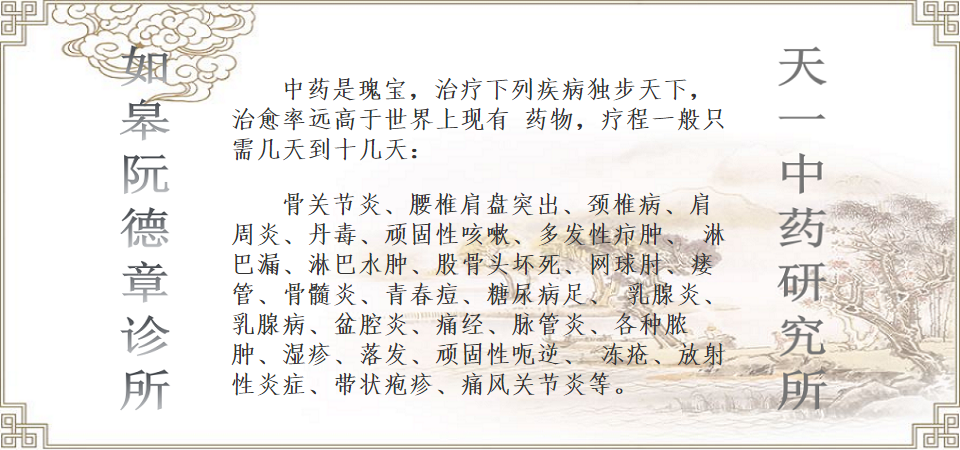 如皋阮德章诊所
中药是瑰宝，治疗下列疾病独步天下，
治愈率远高于世界上现有 药物，疗程一般只
需几天到十几天：
骨关节炎、腰椎肩盘突出、颈椎病、肩
周炎、丹毒、顽固性咳嗽、多发性疖肿、 淋
巴漏、淋巴水肿、股骨头坏死、网球肘、瘘
管、骨髓炎、青春痘、糖尿病足、 乳腺炎、
乳腺病、盆腔炎、痛经、脉管炎、各种脓
肿、湿疹、落发、顽固性呃逆、 冻疮、放射
性炎症、带状疱疹、痛风关节炎等。
天一中药研究所